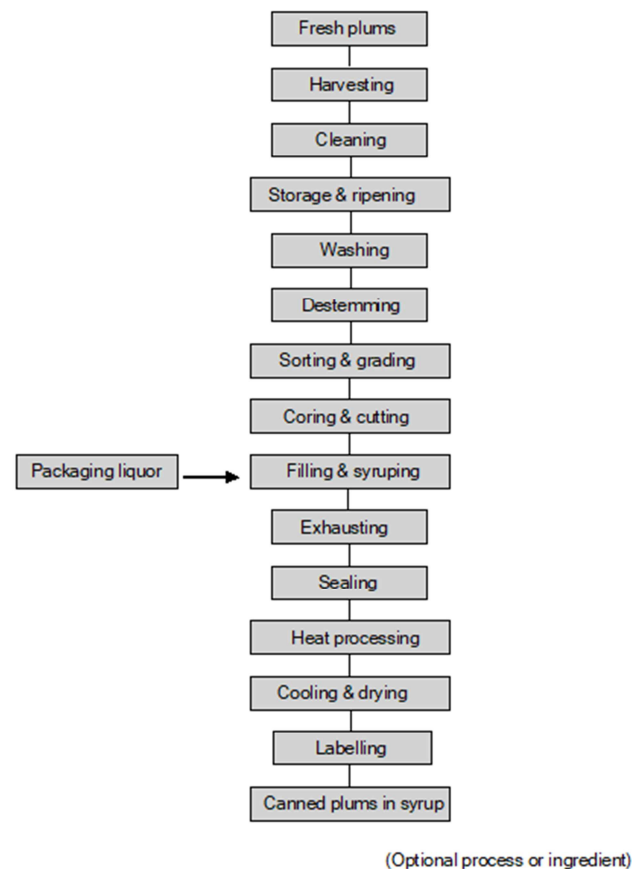 Fresh plums
Harvesting
Cleaning
Storage & ripening
Washing
Destemming
Sorting & grading
Coring & cutting
Packaging liquor
Filling & syruping
Exhausting
Sealing
Heat processing
Cooling & drying
Labelling
Canned plums in syrup
(Optional process or ingredient)